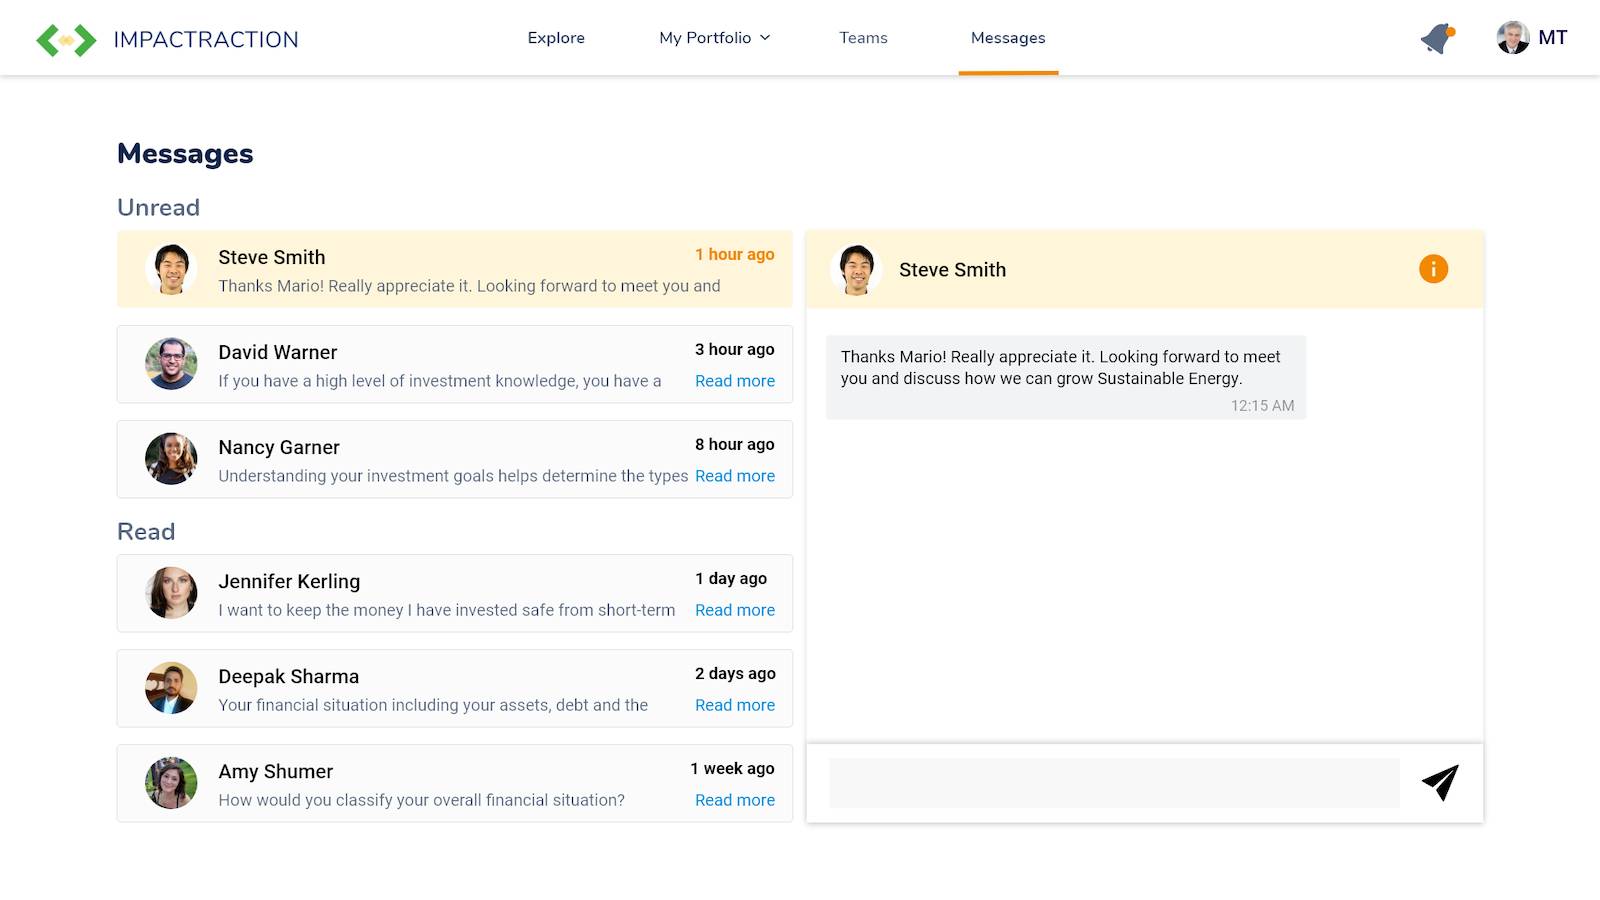 IMPACTRACTION
Explore
My Portfolio
Teams
Messages
MT
Messages
Unread
Steve Smith
1 hour ago
Thanks Mario! Really appreciate it. Looking forward to meet you and
David Warner
3 hour ago
If you have a high level of investment knowledge, you have a
Read more
Nancy Garner
8 hour ago
Understanding your investment goals helps determine the types
Read more
Read
Jennifer Kerling
1 day ago
I want to keep the money I have invested safe from short-term
Read more
Deepak Sharma
2 days ago
Your financial situation including your assets, debt and the
Read more
Amy Shumer
1 week ago
How would you classify your overall financial situation?
Read more
Steve Smith
i
Thanks Mario! Really appreciate it. Looking forward to meet
you and discuss how we can grow Sustainable Energy.
12:15 AM